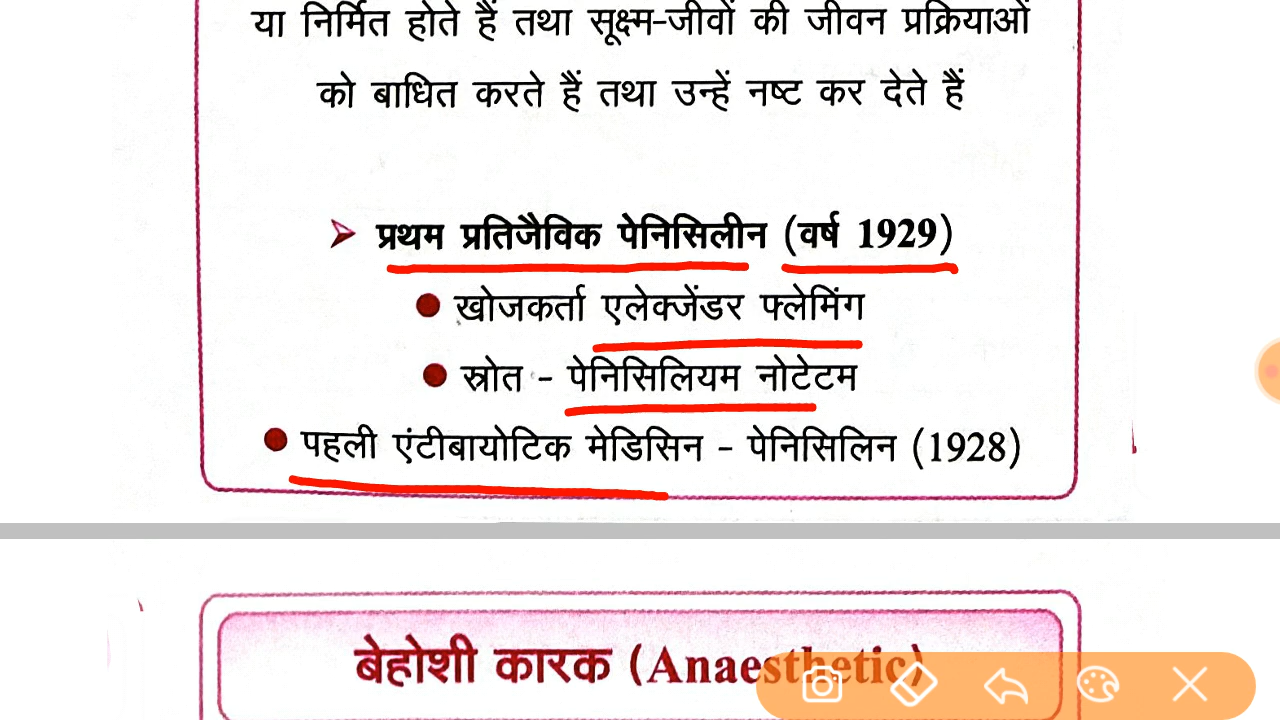 या निर्मित होते हैं तथा सूक्ष्म-जीवों की जीवन प्रक्रियाओं
को बाधित करते हैं तथा उन्हें नष्ट कर देते हैं
➢ प्रथम प्रतिजैविक पेनिसिलीन (वर्ष 1929)
● खोजकर्ता एलेक्जेंडर फ्लेमिंग
● स्रोत - पेनिसिलियम नोटेटम
● पहली एंटीबायोटिक मेडिसिन - पेनिसिलिन (1928)
बेहोशी कारक (Anaesthetic)